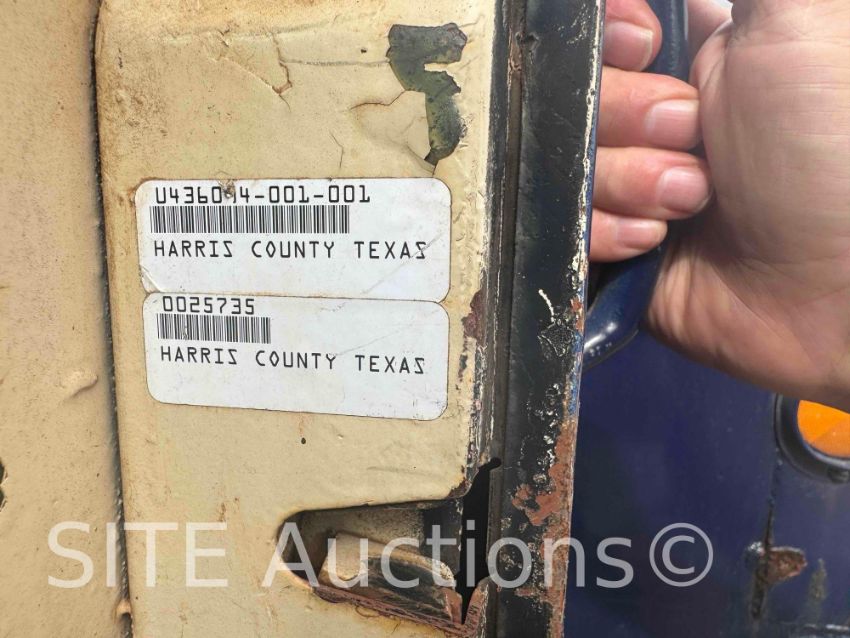 HARRIS COUNTY TEXAS
0025735
HARRIS COUNTY TEXAS
SITE Auctions©